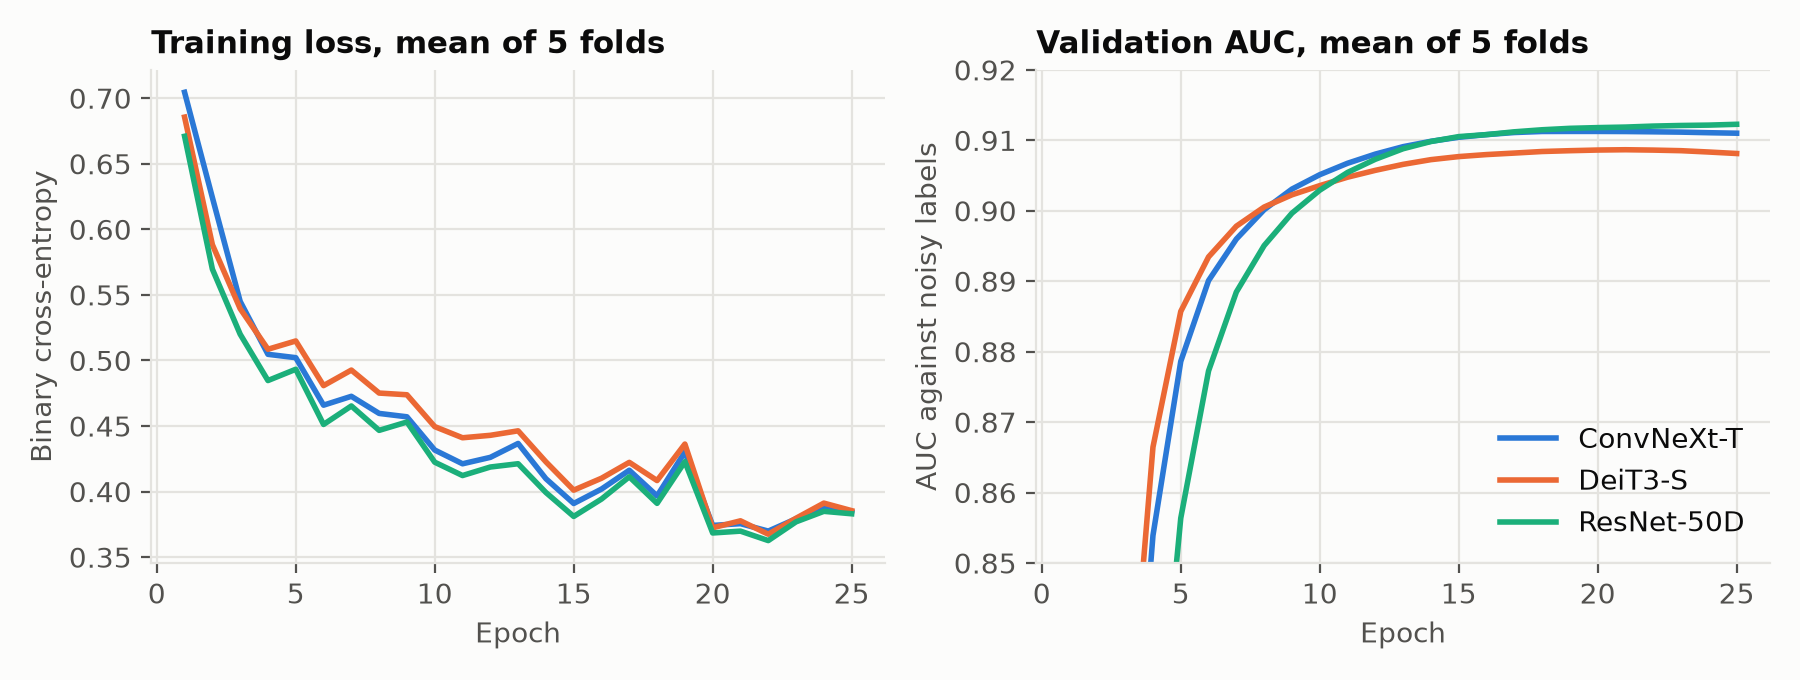 Training loss, mean of 5 folds
Binary cross-entropy
0.70
0.65
0.60
0.55
0.50
0.45
0.40
0.35
0 5 10 15 20 25
Epoch
Validation AUC, mean of 5 folds
AUC against noisy labels
0.92
0.91
0.90
0.89
0.88
0.87
0.86
0.85
ConvNeXt-T
DeiT3-S
ResNet-50D
0 5 10 15 20 25
Epoch